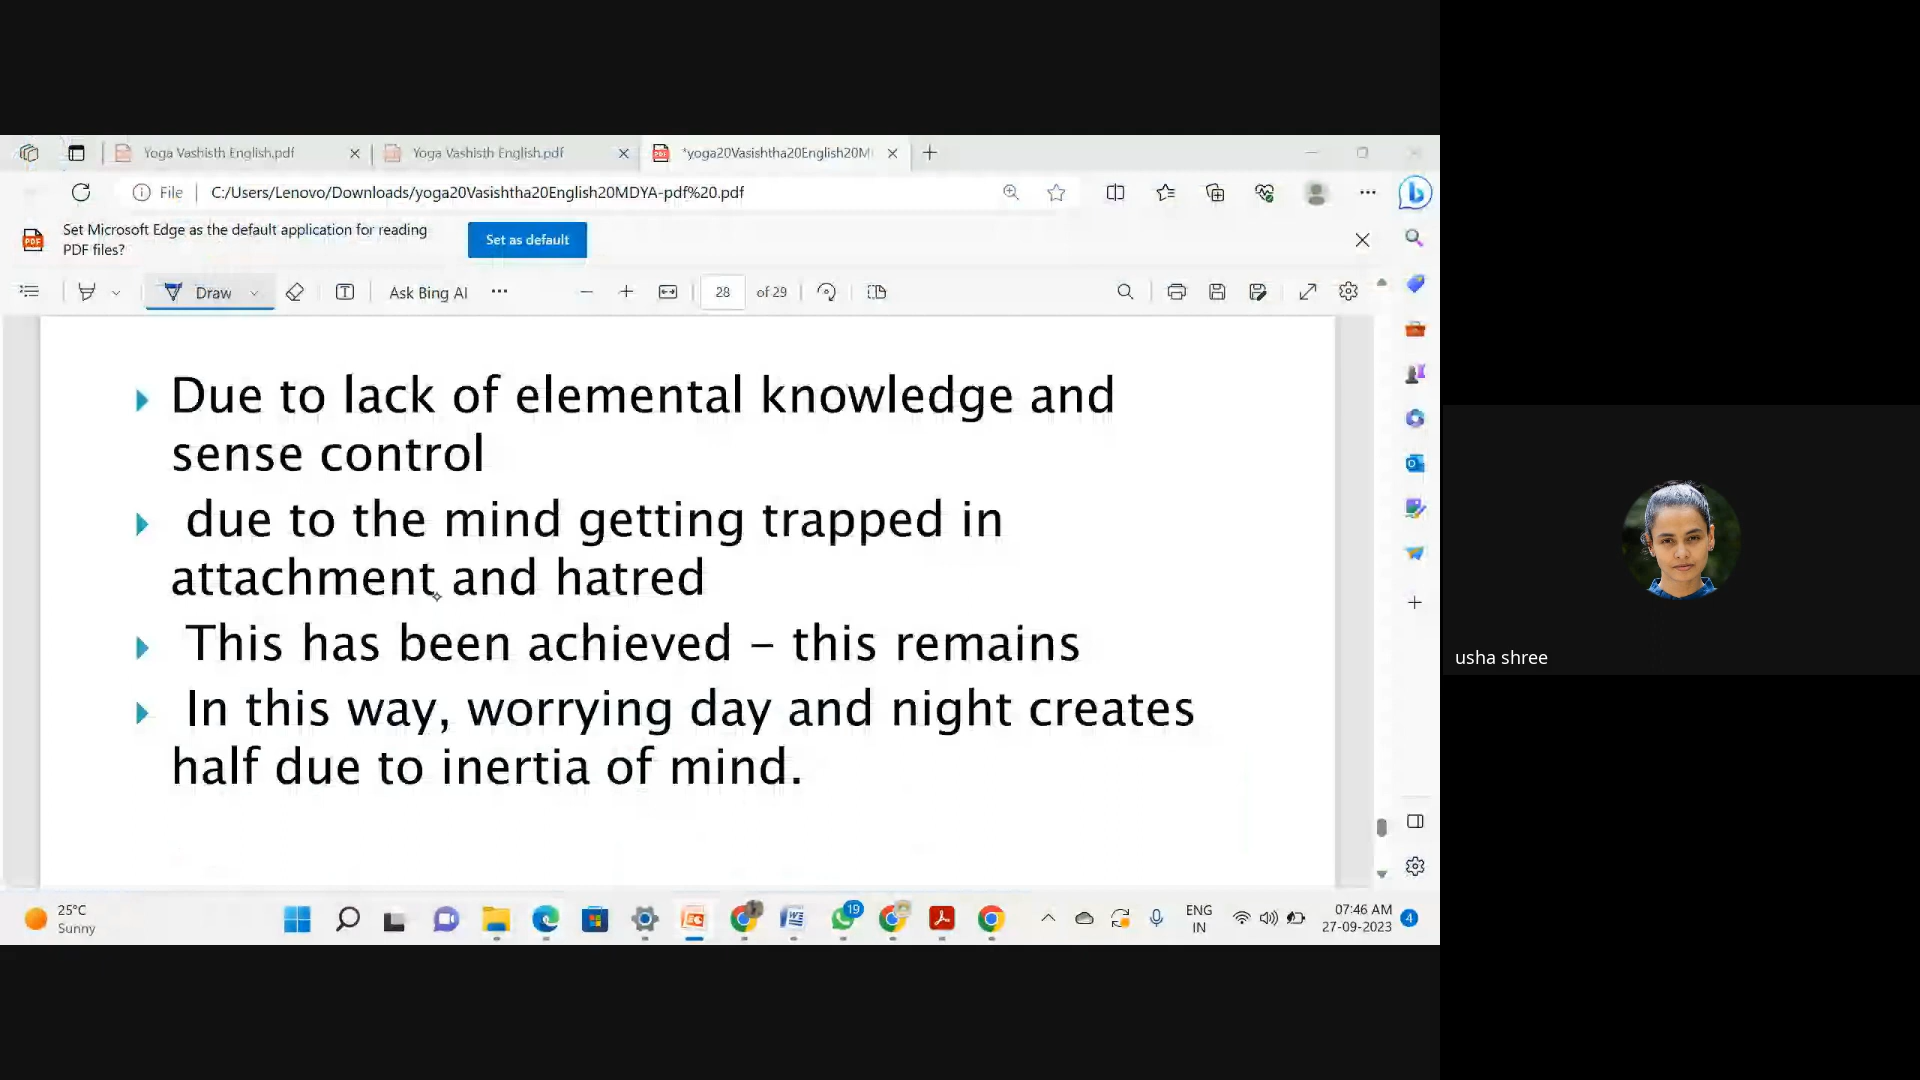 Yoga Vashisth English.pdf
Yoga Vashisth English.pdf
*yoga20Vasishtha20English20M
File
C:/Users/Lenovo/Downloads/yoga20Vasishtha20English20MDYA-pdf%20.pdf
Set Microsoft Edge as the default application for reading
PDF files?
Set as default
Draw
Ask Bing AI
28
of 29
Due to lack of elemental knowledge and
sense control
due to the mind getting trapped in
attachment and hatred
This has been achieved – this remains
In this way, worrying day and night creates
half due to inertia of mind.
usha shree
25°C
Sunny
19
ENG
IN
07:46 AM
27-09-2023
4